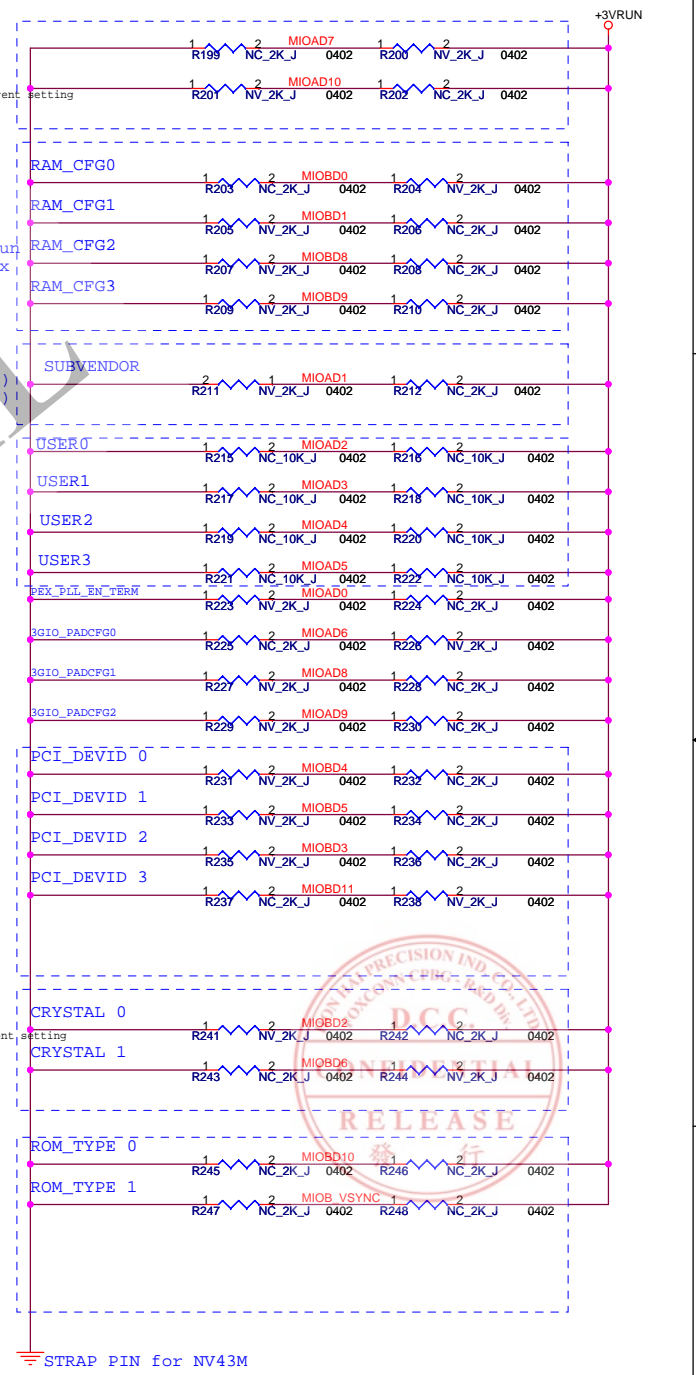 +3VRUN
1 2 MIOAD7 1 2
R199 NC_2K_J 0402 R200 NV_2K_J 0402
1 2 MIOAD10 1 2
setting R201 NV_2K_J 0402 R202 NC_2K_J 0402
RAM_CFG0
1 2 MIOBD0 1 2
R203 NC_2K_J 0402 R204 NV_2K_J 0402
RAM_CFG1
1 2 MIOBD1 1 2
R205 NV_2K_J 0402 R206 NC_2K_J 0402
RAM_CFG2
1 2 MIOBD8 1 2
R207 NV_2K_J 0402 R208 NC_2K_J 0402
RAM_CFG3
1 2 MIOBD9 1 2
R209 NV_2K_J 0402 R210 NC_2K_J 0402
SUBVENDOR
2 1 MIOAD1 1 2
R211 NV_2K_J 0402 R212 NC_2K_J 0402
USER0
1 2 MIOAD2 1 2
R215 NC_10K_J 0402 R216 NC_10K_J 0402
USER1
1 2 MIOAD3 1 2
R217 NC_10K_J 0402 R218 NC_10K_J 0402
USER2
1 2 MIOAD4 1 2
R219 NC_10K_J 0402 R220 NC_10K_J 0402
USER3
1 2 MIOAD5 1 2
R221 NC_10K_J 0402 R222 NC_10K_J 0402
PEX_PLL_EN_TERM
1 2 MIOAD0 1 2
R223 NV_2K_J 0402 R224 NC_2K_J 0402
3GIO_PADCFG0
1 2 MIOAD6 1 2
R225 NC_2K_J 0402 R226 NV_2K_J 0402
3GIO_PADCFG1
1 2 MIOAD8 1 2
R227 NV_2K_J 0402 R228 NC_2K_J 0402
3GIO_PADCFG2
1 2 MIOAD9 1 2
R229 NV_2K_J 0402 R230 NC_2K_J 0402
PCI_DEVID 0
1 2 MIOBD4 1 2
R231 NV_2K_J 0402 R232 NC_2K_J 0402
PCI_DEVID 1
1 2 MIOBD5 1 2
R233 NV_2K_J 0402 R234 NC_2K_J 0402
PCI_DEVID 2
1 2 MIOBD3 1 2
R235 NV_2K_J 0402 R236 NC_2K_J 0402
PCI_DEVID 3
1 2 MIOBD11 1 2
R237 NC_2K_J 0402 R238 NV_2K_J 0402
HON HAI PRECISION IND. CO., LTD.
FOXCONN CPBG - R&D Div.
D.C.C.
CONFIDENTIAL
RELEASE
發 行
CRYSTAL 0
1 2 MIOBD2 1 2
setting R241 NV_2K_J 0402 R242 NC_2K_J 0402
CRYSTAL 1
1 2 MIOBD6 1 2
R243 NC_2K_J 0402 R244 NV_2K_J 0402
ROM_TYPE 0
1 2 MIOBD10 1 2
R245 NC_2K_J 0402 R246 NC_2K_J 0402
ROM_TYPE 1
1 2 MIOB_VSYNC 1 2
R247 NC_2K_J 0402 R248 NC_2K_J 0402
STRAP PIN for NV43M